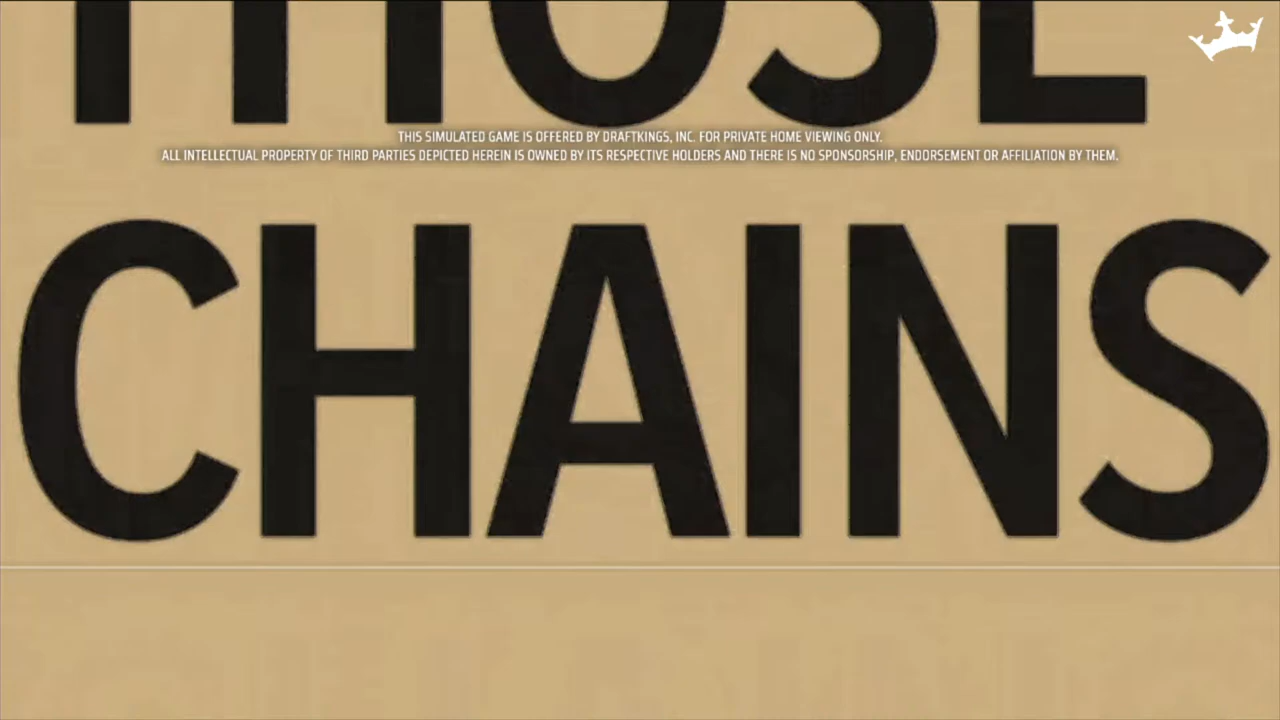 THOSE
THIS SIMULATED GAME IS OFFERED BY DRAFTKINGS, INC. FOR PRIVATE HOME VIEWING ONLY.
ALL INTELLECTUAL PROPERTY OF THIRD PARTIES DEPICTED HEREIN IS OWNED BY ITS RESPECTIVE HOLDERS AND THERE IS NO SPONSORSHIP, ENDORSEMENT OR AFFILIATION BY THEM.
CHAINS